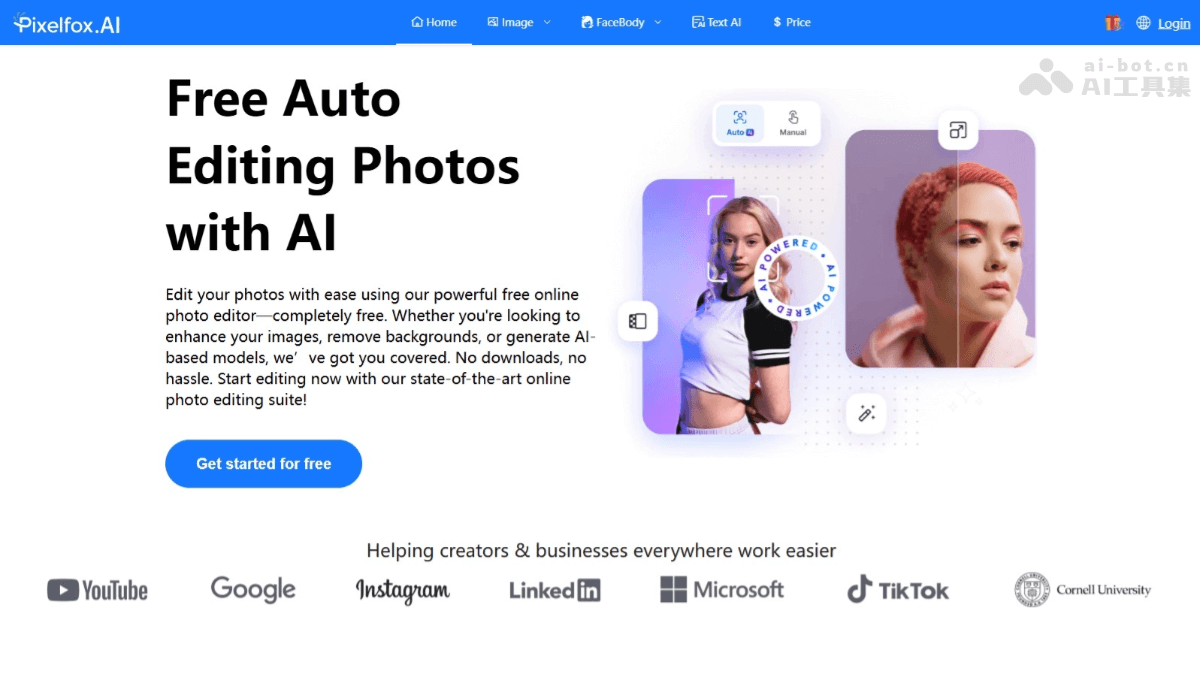 Pixelfox.AI
Home
Image
FaceBody
Text AI
$ Price
Login
ai-bot.cn
AI工具集
Free Auto
Editing Photos
with AI
Edit your photos with ease using our powerful free online
photo editor—completely free. Whether you're looking to
enhance your images, remove backgrounds, or generate AI-
based models, we’ve got you covered. No downloads, no
hassle. Start editing now with our state-of-the-art online
photo editing suite!
Get started for free
Auto AI
Manual
AI POWERED • AI POWERED •
Helping creators & businesses everywhere work easier
YouTube
Google
Instagram
LinkedIn
Microsoft
TikTok
Cornell University